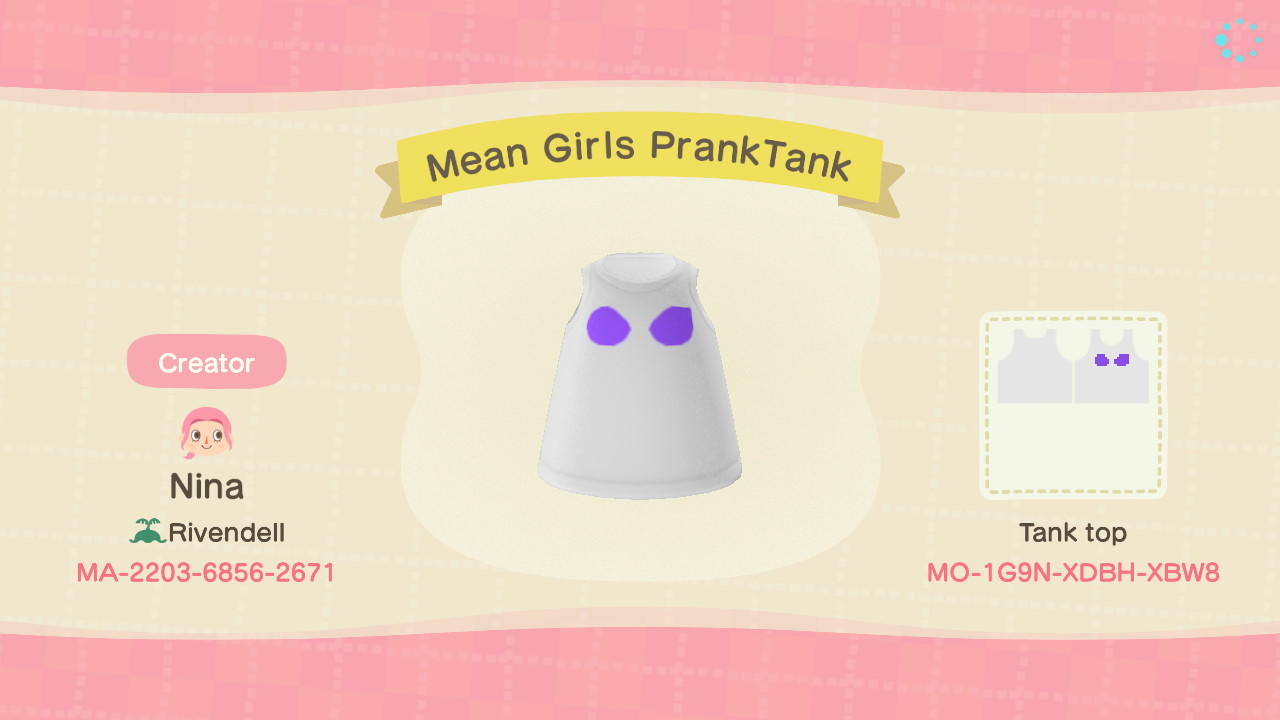 Mean Girls PrankTank
Creator
Nina
Rivendell
MA-2203-6856-2671
Tank top
MO-1G9N-XDBH-XBW8